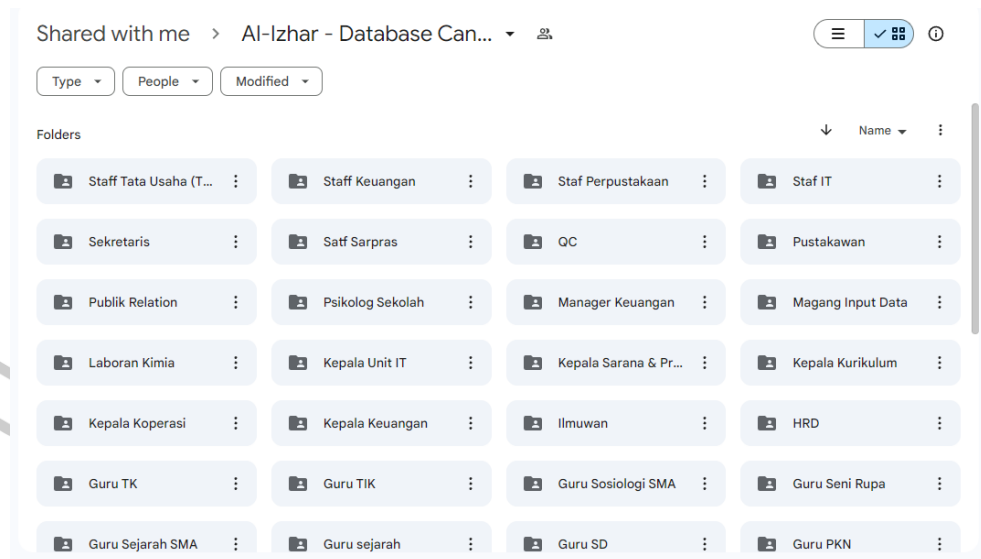 Shared with me > Al-Izhar - Database Can...
Type People Modified
Folders Name
Staff Tata Usaha (T... Staff Keuangan Staf Perpustakaan Staf IT
Sekretaris Satf Sarpras QC Pustakawan
Publik Relation Psikolog Sekolah Manager Keuangan Magang Input Data
Laboran Kimia Kepala Unit IT Kepala Sarana & Pr... Kepala Kurikulum
Kepala Koperasi Kepala Keuangan Ilmuwan HRD
Guru TK Guru TIK Guru Sosiologi SMA Guru Seni Rupa
Guru Sejarah SMA Guru sejarah Guru SD Guru PKN